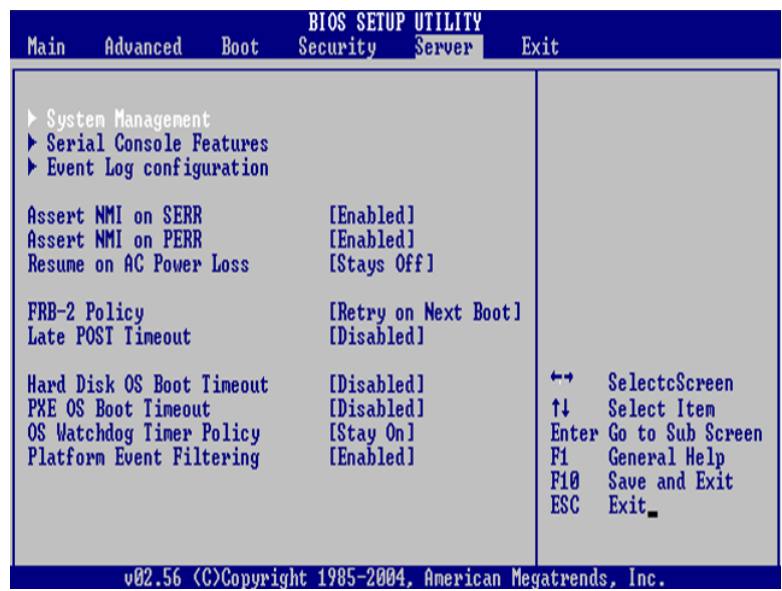 BIOS SETUP UTILITY
Main Advanced Boot Security Server Exit
System Management
Serial Console Features
Event Log configuration
Assert NMI on SERR [Enabled]
Assert NMI on PERR [Enabled]
Resume on AC Power Loss [Stays Off]
FRB-2 Policy [Retry on Next Boot]
Late POST Timeout [Disabled]
Hard Disk OS Boot Timeout [Disabled]
PXE OS Boot Timeout [Disabled]
OS Watchdog Timer Policy [Stay On]
Platform Event Filtering [Enabled]
←→ SelectcScreen
↑↓ Select Item
Enter Go to Sub Screen
F1 General Help
F10 Save and Exit
ESC Exit
v02.56 (C)Copyright 1985-2004, American Megatrends, Inc.